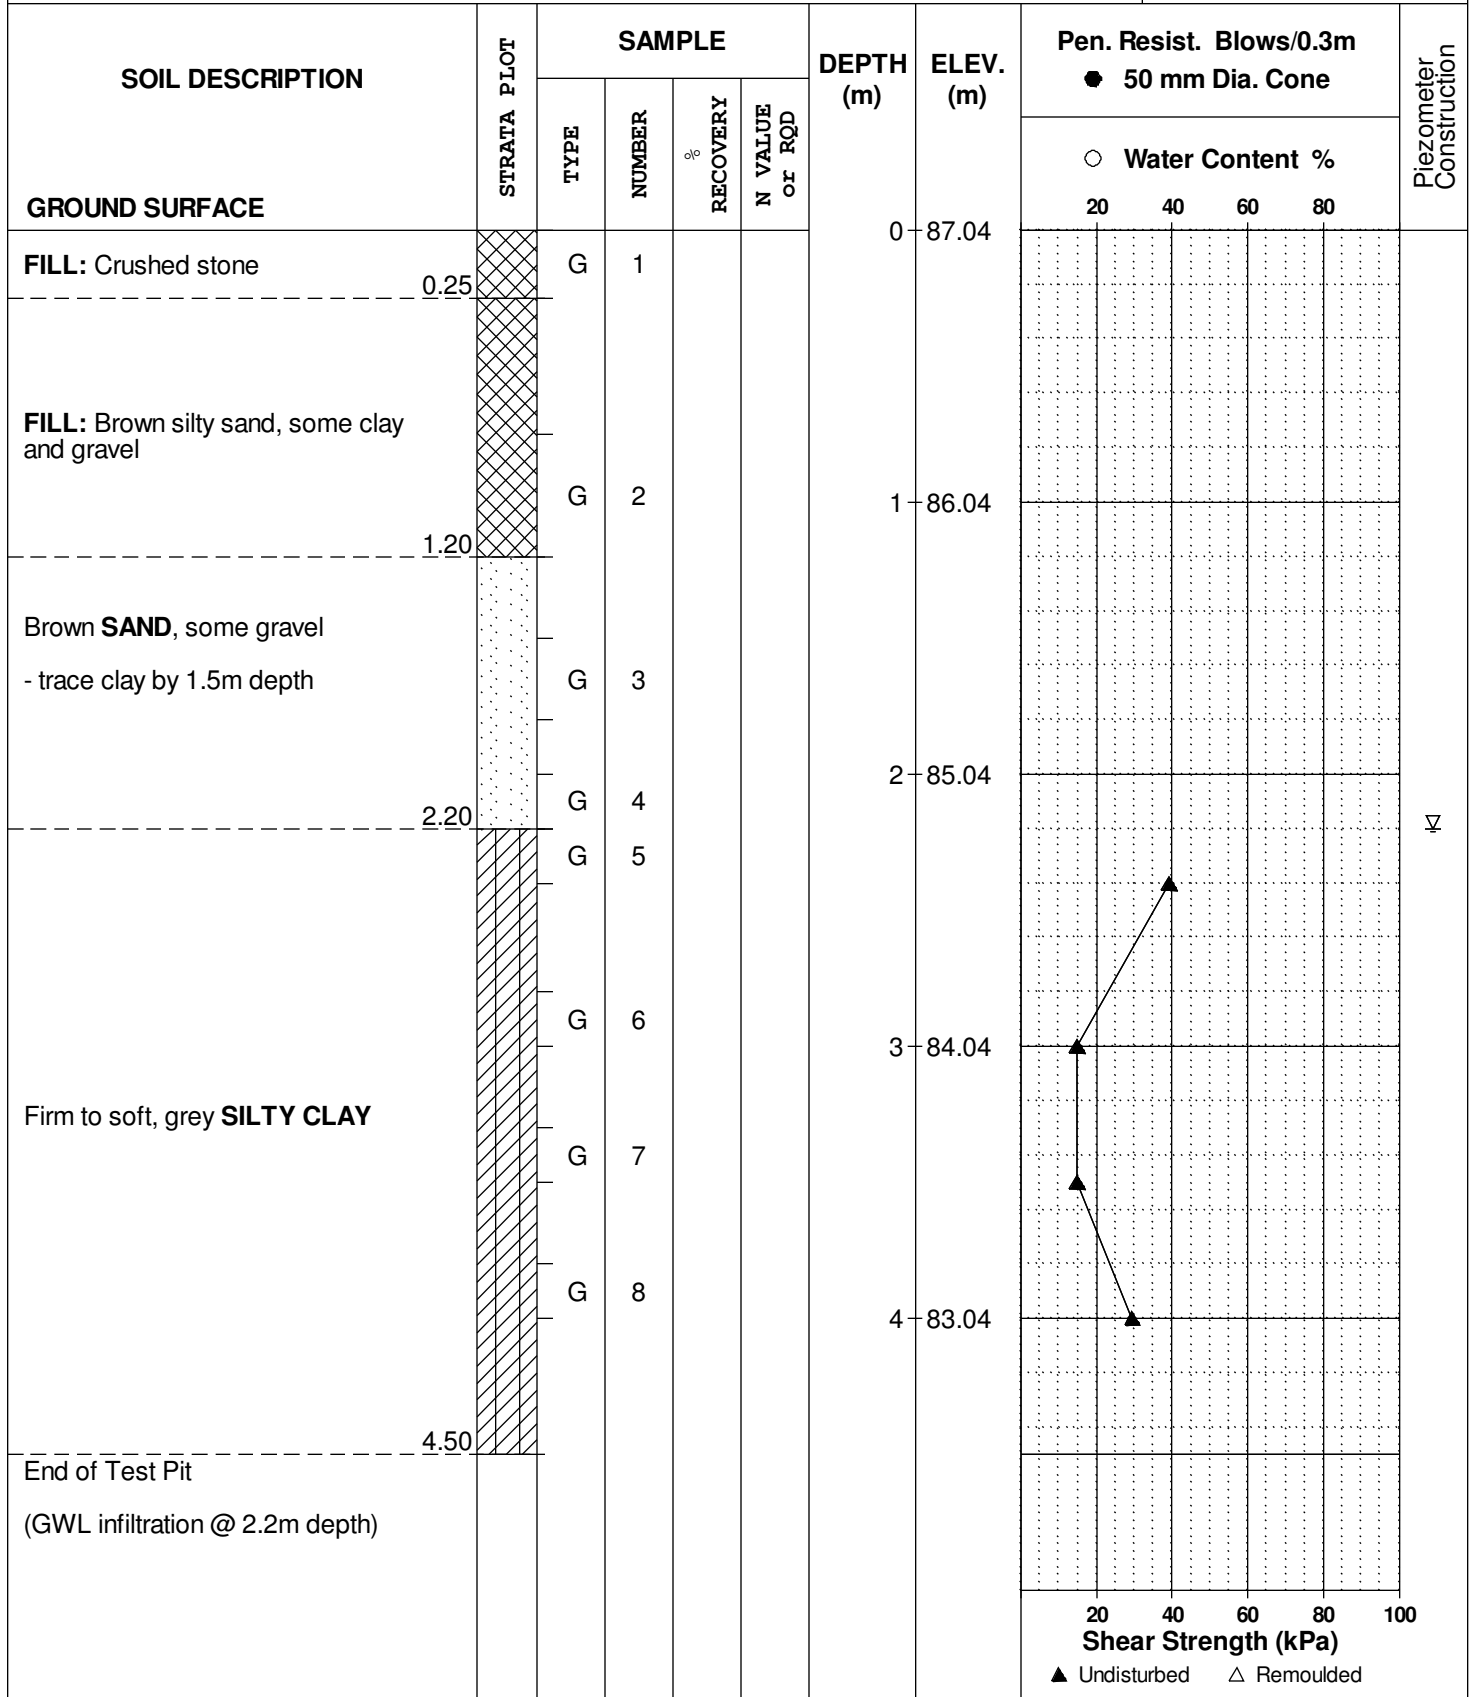 SOIL DESCRIPTION
GROUND SURFACE
STRATA PLOT
SAMPLE
TYPE
NUMBER
%
RECOVERY
N VALUE
or RQD
DEPTH
(m)
ELEV.
(m)
Pen. Resist. Blows/0.3m
● 50 mm Dia. Cone
○ Water Content %
20 40 60 80
Piezometer
Construction
0 87.04
FILL: Crushed stone
0.25
G 1
FILL: Brown silty sand, some clay
and gravel
G 2
1 86.04
1.20
Brown SAND, some gravel
- trace clay by 1.5m depth
G 3
2 85.04
G 4
2.20
G 5
G 6
3 84.04
Firm to soft, grey SILTY CLAY
G 7
G 8
4 83.04
4.50
End of Test Pit
(GWL infiltration @ 2.2m depth)
20 40 60 80 100
Shear Strength (kPa)
▲ Undisturbed △ Remoulded